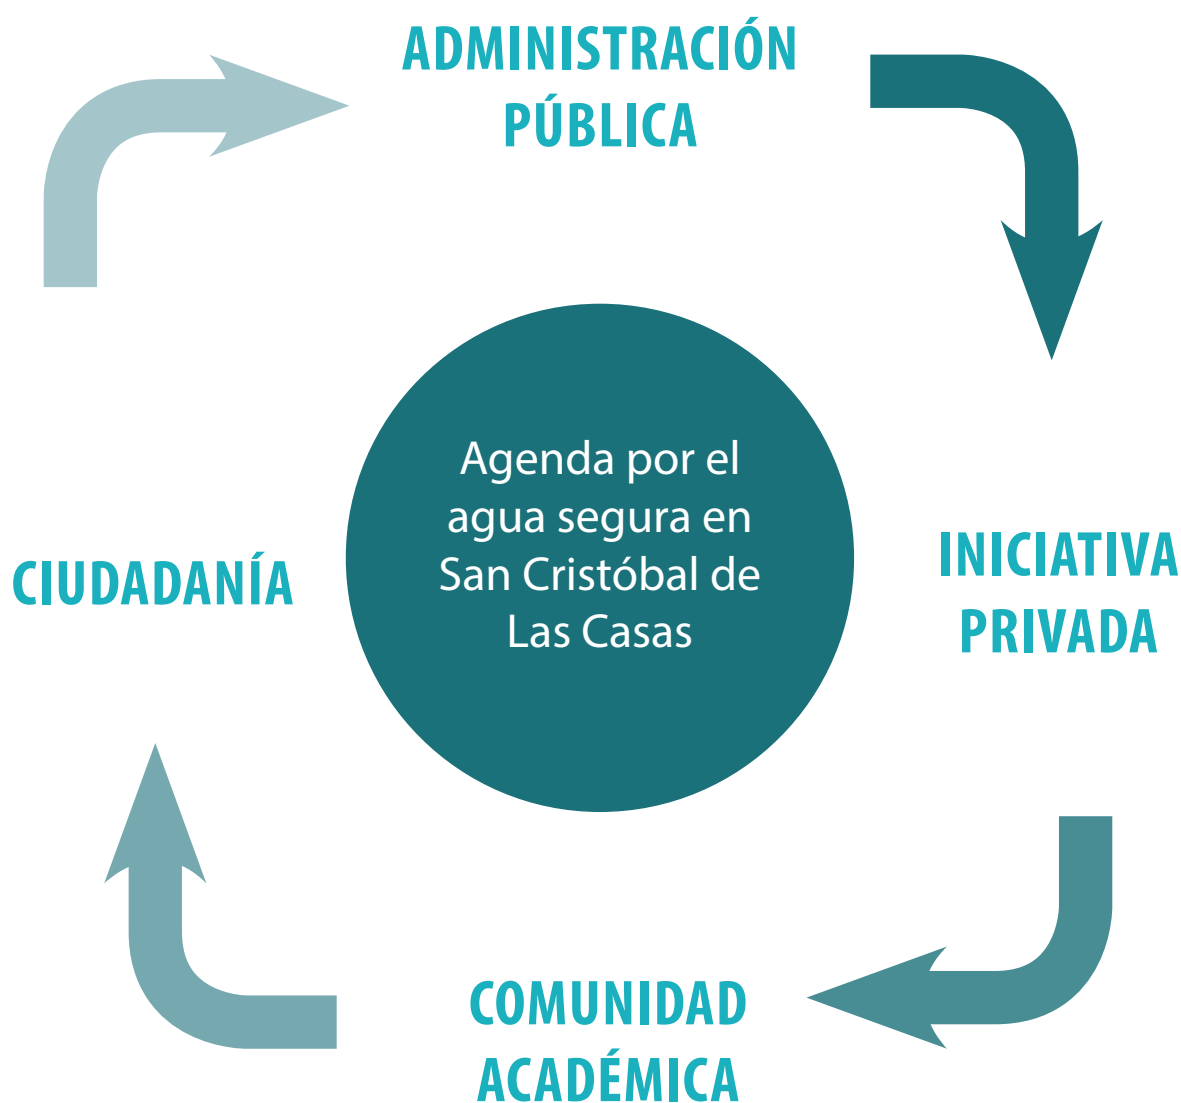 ADMINISTRACIÓN
PÚBLICA
Agenda por el
agua segura en
San Cristóbal de
Las Casas
CIUDADANÍA
INICIATIVA
PRIVADA
COMUNIDAD
ACADÉMICA